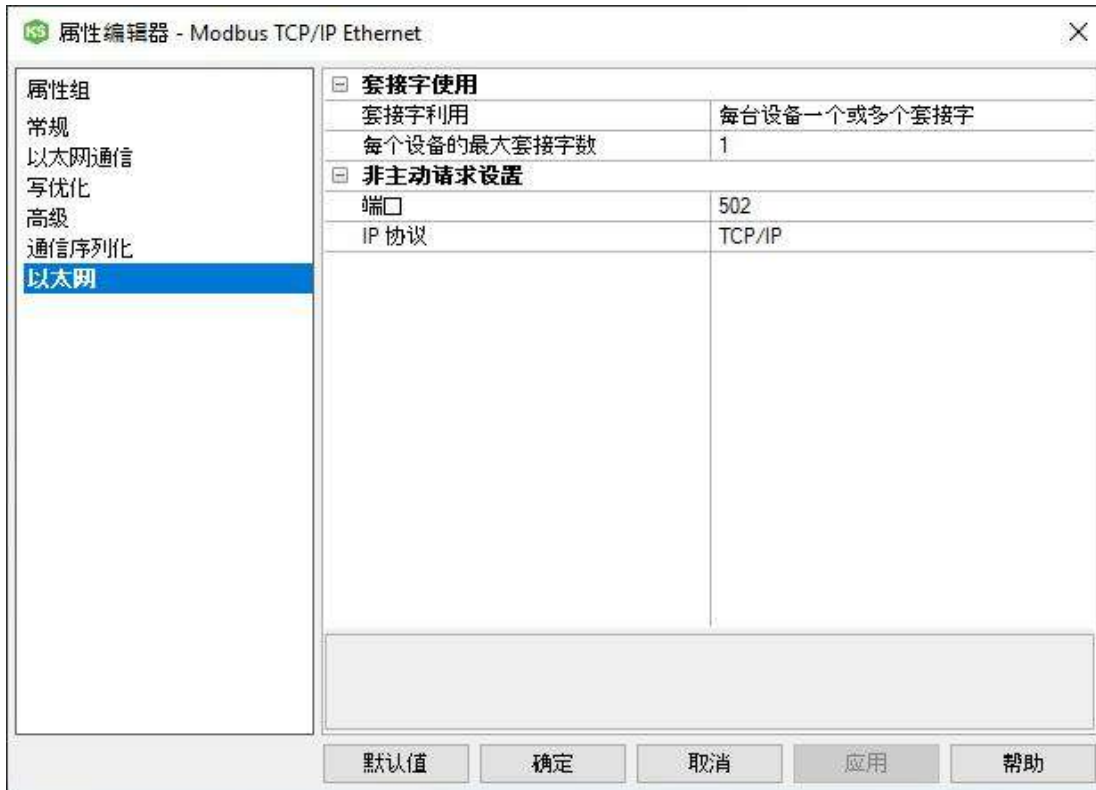 属性编辑器 - Modbus TCP/IP Ethernet
属性组
常规
以太网通信
写优化
高级
通信序列化
以太网
套接字使用
套接字利用 每台设备一个或多个套接字
每个设备的最大套接字数 1
非主动请求设置
端口 502
IP 协议 TCP/IP
默认值 确定 取消 应用 帮助